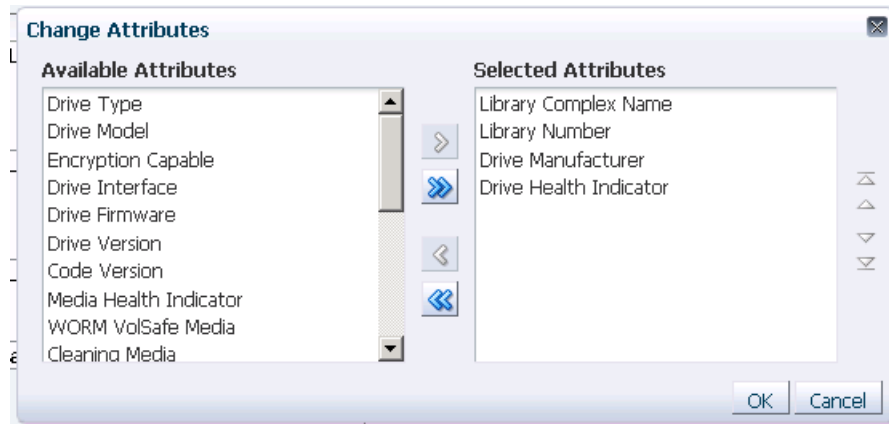 Change Attributes
Available Attributes
Drive Type
Drive Model
Encryption Capable
Drive Interface
Drive Firmware
Drive Version
Code Version
Media Health Indicator
WORM VolSafe Media
Cleaning Media
Selected Attributes
Library Complex Name
Library Number
Drive Manufacturer
Drive Health Indicator
OK
Cancel